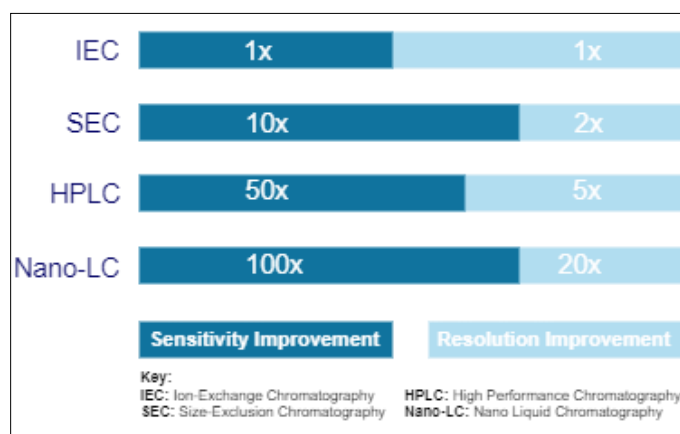 IEC 1x 1x
SEC 10x 2x
HPLC 50x 5x
Nano-LC 100x 20x
Sensitivity Improvement Resolution Improvement
Key:
IEC: Ion-Exchange Chromatography HPLC: High Performance Chromatography
SEC: Size-Exclusion Chromatography Nano-LC: Nano Liquid Chromatography